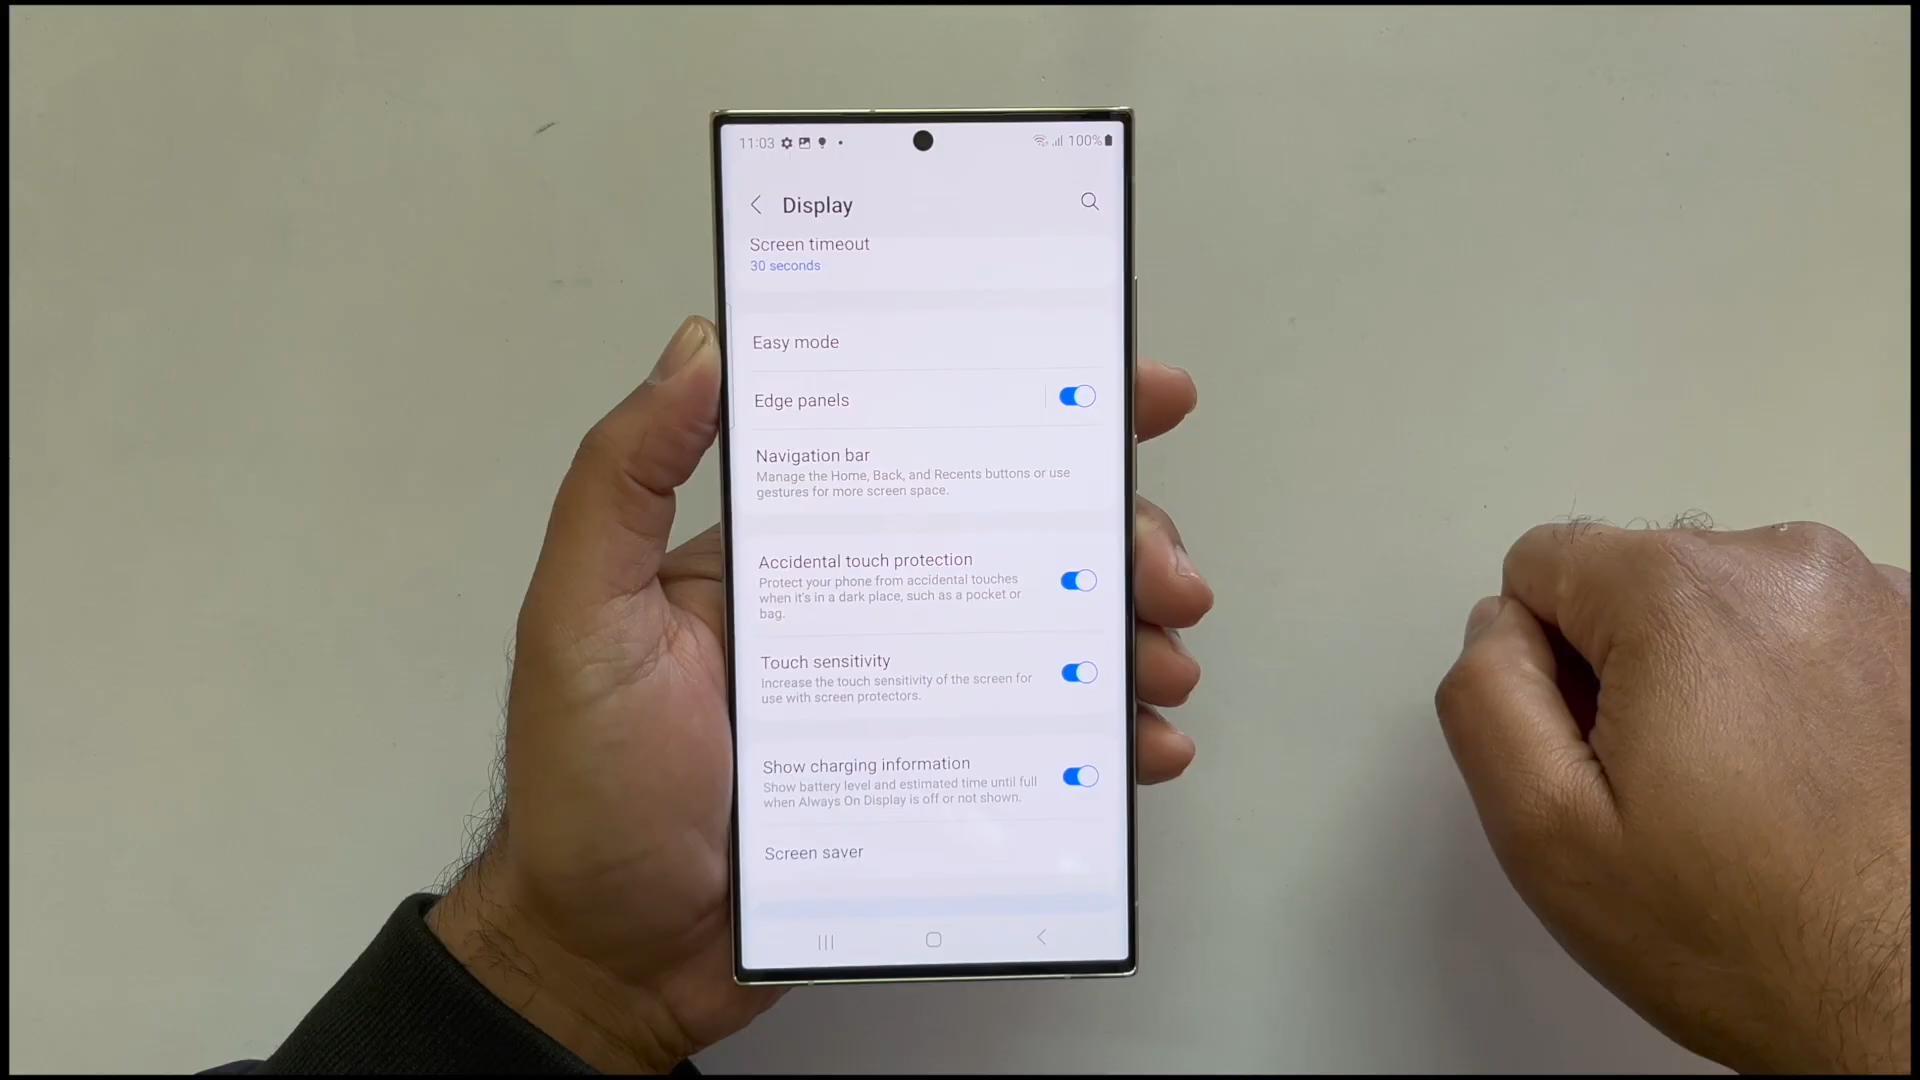 11:03
100%
Display
Screen timeout
30 seconds
Easy mode
Edge panels
Navigation bar
Manage the Home, Back, and Recents buttons or use
gestures for more screen space.
Accidental touch protection
Protect your phone from accidental touches
when it's in a dark place, such as a pocket or
bag.
Touch sensitivity
Increase the touch sensitivity of the screen for
use with screen protectors.
Show charging information
Show battery level and estimated time until full
when Always On Display is off or not shown.
Screen saver